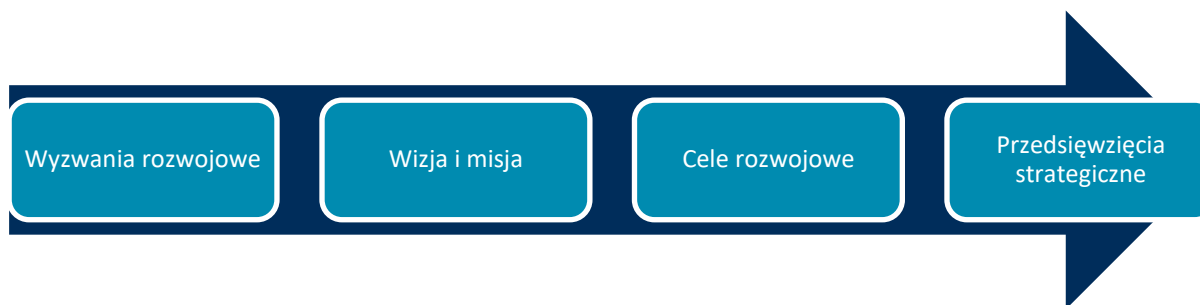 Wyzwania rozwojowe
Wizja i misja
Cele rozwojowe
Przedsięwzięcia
strategiczne